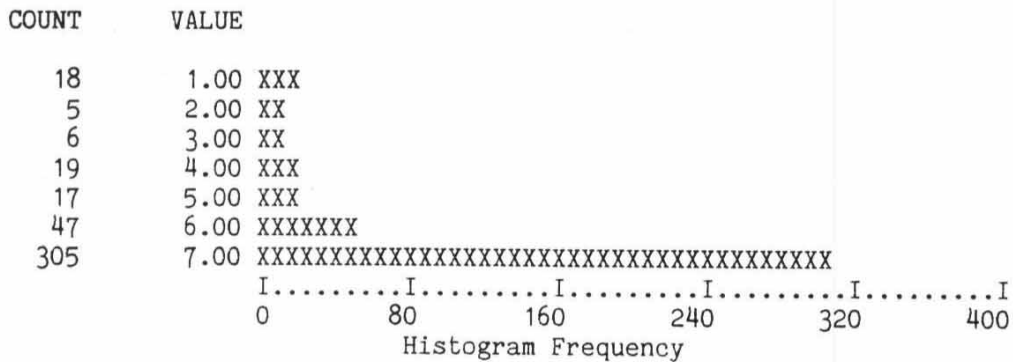 COUNT VALUE
18 1.00 XXX
5 2.00 XX
6 3.00 XX
19 4.00 XXX
17 5.00 XXX
47 6.00 XXXXXXX
305 7.00 XXXXXXXXXXXXXXXXXXXXXXXXXXXXXXXXXXXXXXX
I.........I.........I.........I.........I.........I
0 80 160 240 320 400
Histogram Frequency